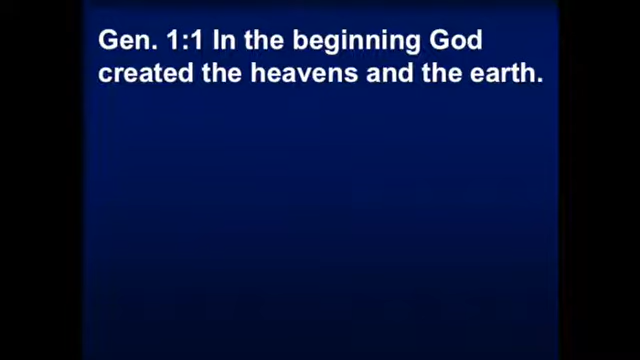 Gen. 1:1 In the beginning God
created the heavens and the earth.